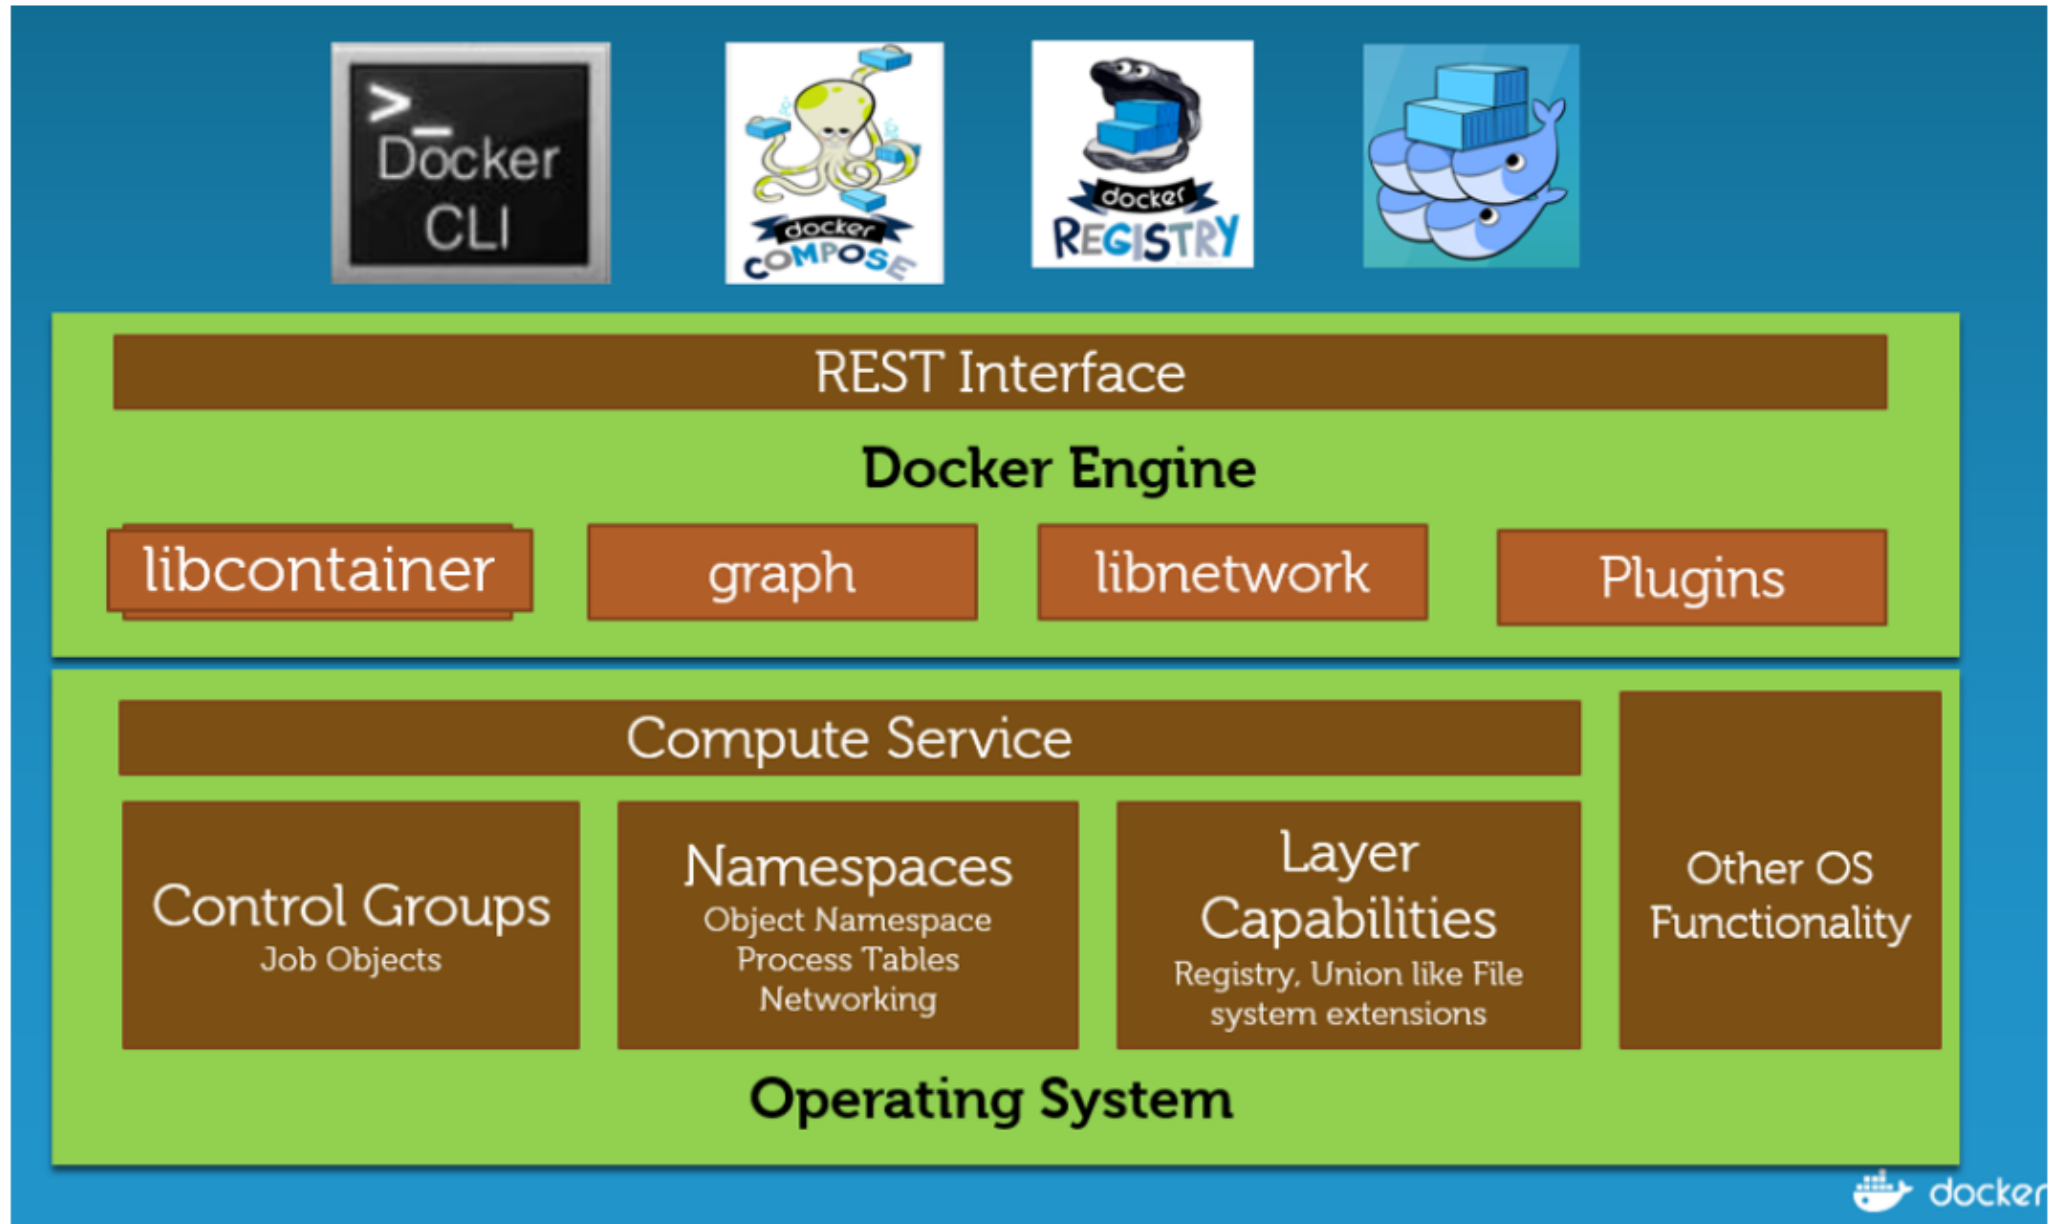 >_
Docker
CLI
docker
COMPOSE
docker
REGISTRY
REST Interface
Docker Engine
libcontainer
graph
libnetwork
Plugins
Compute Service
Control Groups
Job Objects
Namespaces
Object Namespace
Process Tables
Networking
Layer
Capabilities
Registry, Union like File
system extensions
Other OS
Functionality
Operating System
docker